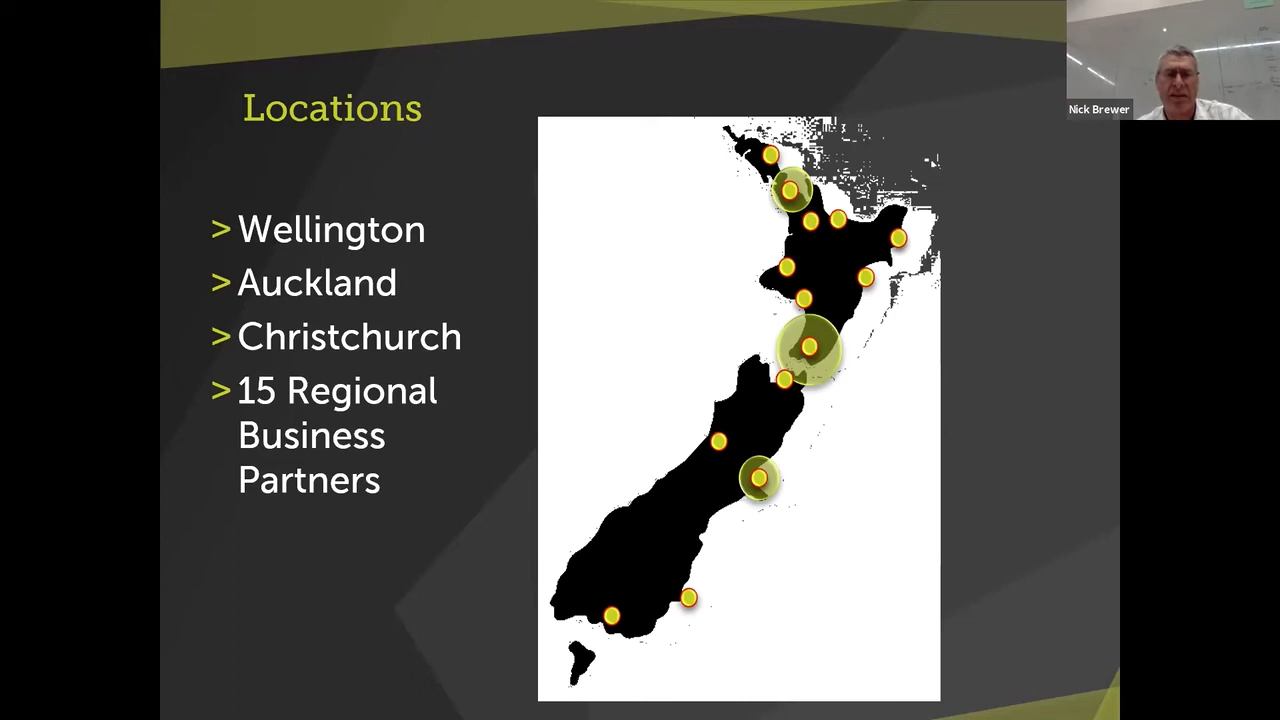 Locations
> Wellington
> Auckland
> Christchurch
> 15 Regional
Business
Partners
Nick Brewer